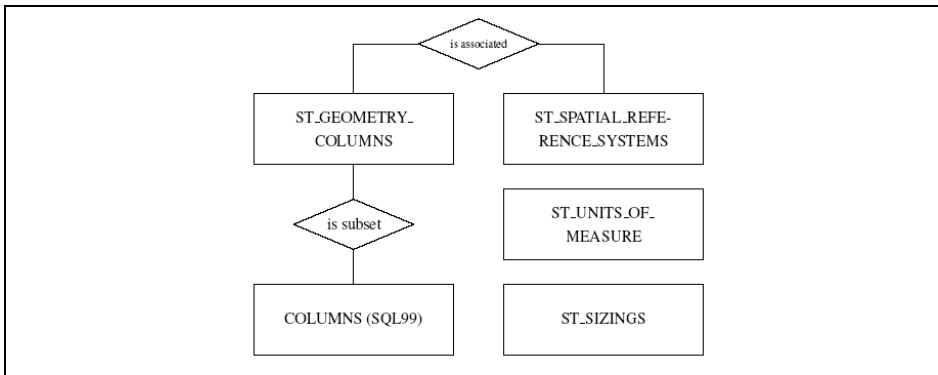 is associated
ST_GEOMETRY_
COLUMNS
ST_SPATIAL_REFE-
RENCE_SYSTEMS
is subset
ST_UNITS_OF_
MEASURE
COLUMNS (SQL99)
ST_SIZINGS